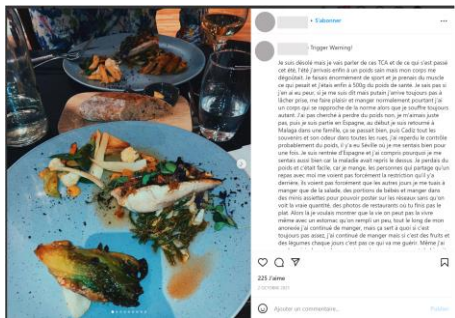 • S'abonner
Trigger Warning!
Je suis désolé mais je vais parler de cas TCA et de ce qui s'est passé
cet été, l'été j'arrivais enfin à un poids sain mais mon corps me
dégoûtait. Je faisais énormément de sport et je prenais du muscle
ce qui pesait et j'étais enfin à 500g du poids de santé. Je sais pas si
j'en ai eu peur, si je me suis dit mais putain j'arrive toujours pas à
lâcher prise, me faire plaisir et manger normalement pourtant j'ai
un corps qui se rapproche de la norme alors que je souffre toujours
autant. J'ai pas cherché à perdre du poids non, je m'aimais juste
pas, puis je suis partie en Espagne, au début je suis retourné à
Malaga dans une famille, ça se passait bien, puis Cadiz tout les
souvenirs et son odeur dans toutes les rues, j'ai reperdu le contrôle
probablement du poids, il y'a eu Séville où je me sentais bien pour
une fois. Je suis rentrée d'Espagne et j'ai compris pourquoi je me
sentais aussi bien car la maladie avait repris le dessus. Je perdais du
poids et c'était facile, car je mange, les personnes qui partage qu'un
repas avec moi me voient pas forcément la restriction qu'il y'a
derrière, ils voient pas forcément que les autres jours je me tuais à
manger que de la salade, des portions de bébés et manger dans
des minis assiettes pour pouvoir poster sur les réseaux sans qu'on
voit la vraie quantité, des photos de restaurants où tu finis pas le
plat. Alors là je voulais montrer que la vie on peut pas la vivre
même avec un estomac qu'on rempli un peu, tout le long de mon
anorexie j'ai continué de manger, mais ça sert a quoi si c'est
toujours pas assez, j'ai continué de manger mais si c'est des fruits et
des légumes chaque jours c'est pas ce qui va me guérir. Même j'ai
225 J'aime
2 OCTOBRE 2021
Ajouter un commentaire...
Publier